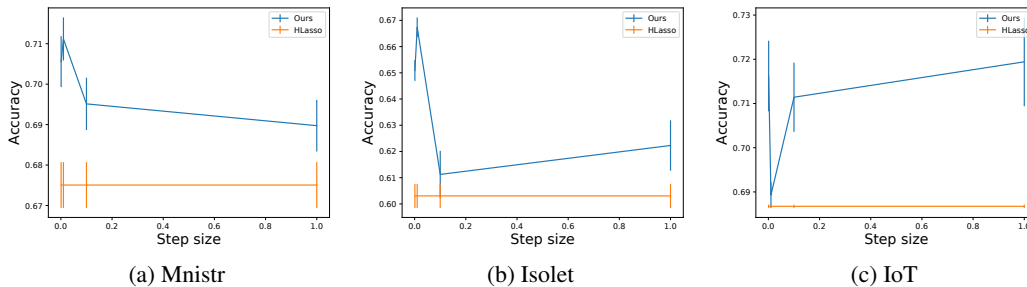 Ours
HLasso
0.71
0.70
0.69
0.68
0.67
Accuracy
0.0 0.2 0.4 0.6 0.8 1.0
Step size
(a) Mnistr
Ours
HLasso
0.67
0.66
0.65
0.64
0.63
0.62
0.61
0.60
Accuracy
0.0 0.2 0.4 0.6 0.8 1.0
Step size
(b) Isolet
Ours
HLasso
0.73
0.72
0.71
0.70
0.69
Accuracy
0.0 0.2 0.4 0.6 0.8 1.0
Step size
(c) IoT